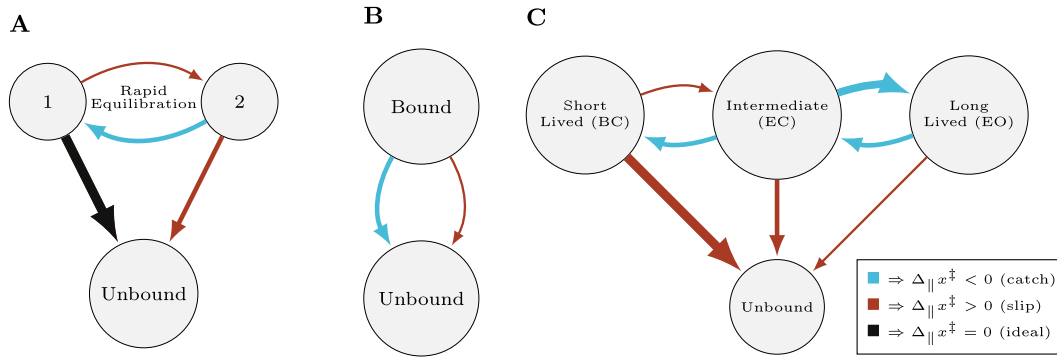 A
1
Rapid
Equilibration
2
Unbound
B
Bound
Unbound
C
Short
Lived (BC)
Intermediate
(EC)
Long
Lived (EO)
Unbound
⇒ Δ∥x‡ < 0 (catch)
⇒ Δ∥x‡ > 0 (slip)
⇒ Δ∥x‡ = 0 (ideal)